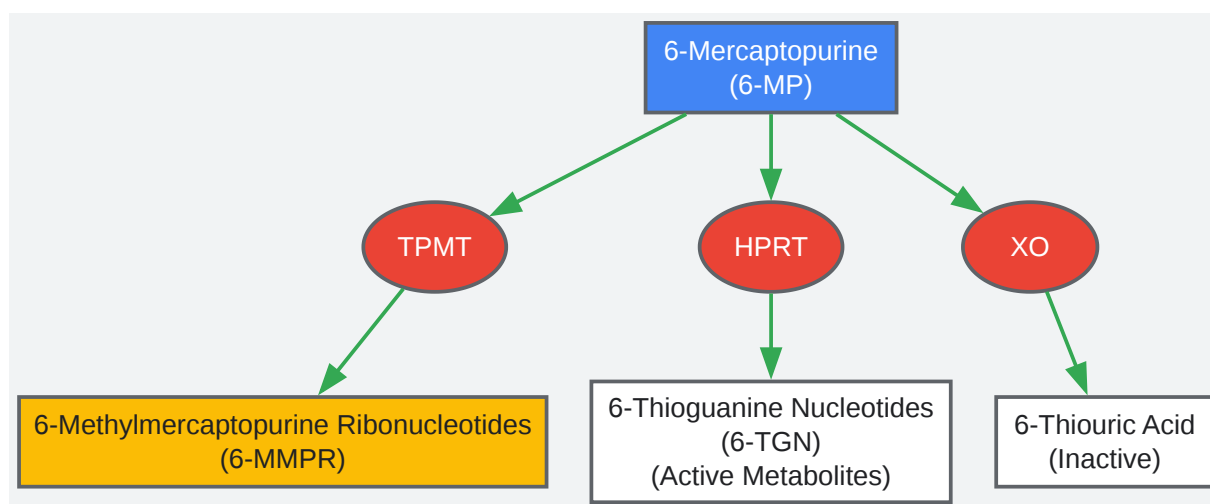 6-Mercaptopurine
(6-MP)
TPMT
HPRT
XO
6-Methylmercaptopurine Ribonucleotides
(6-MMPR)
6-Thioguanine Nucleotides
(6-TGN)
(Active Metabolites)
6-Thiouric Acid
(Inactive)